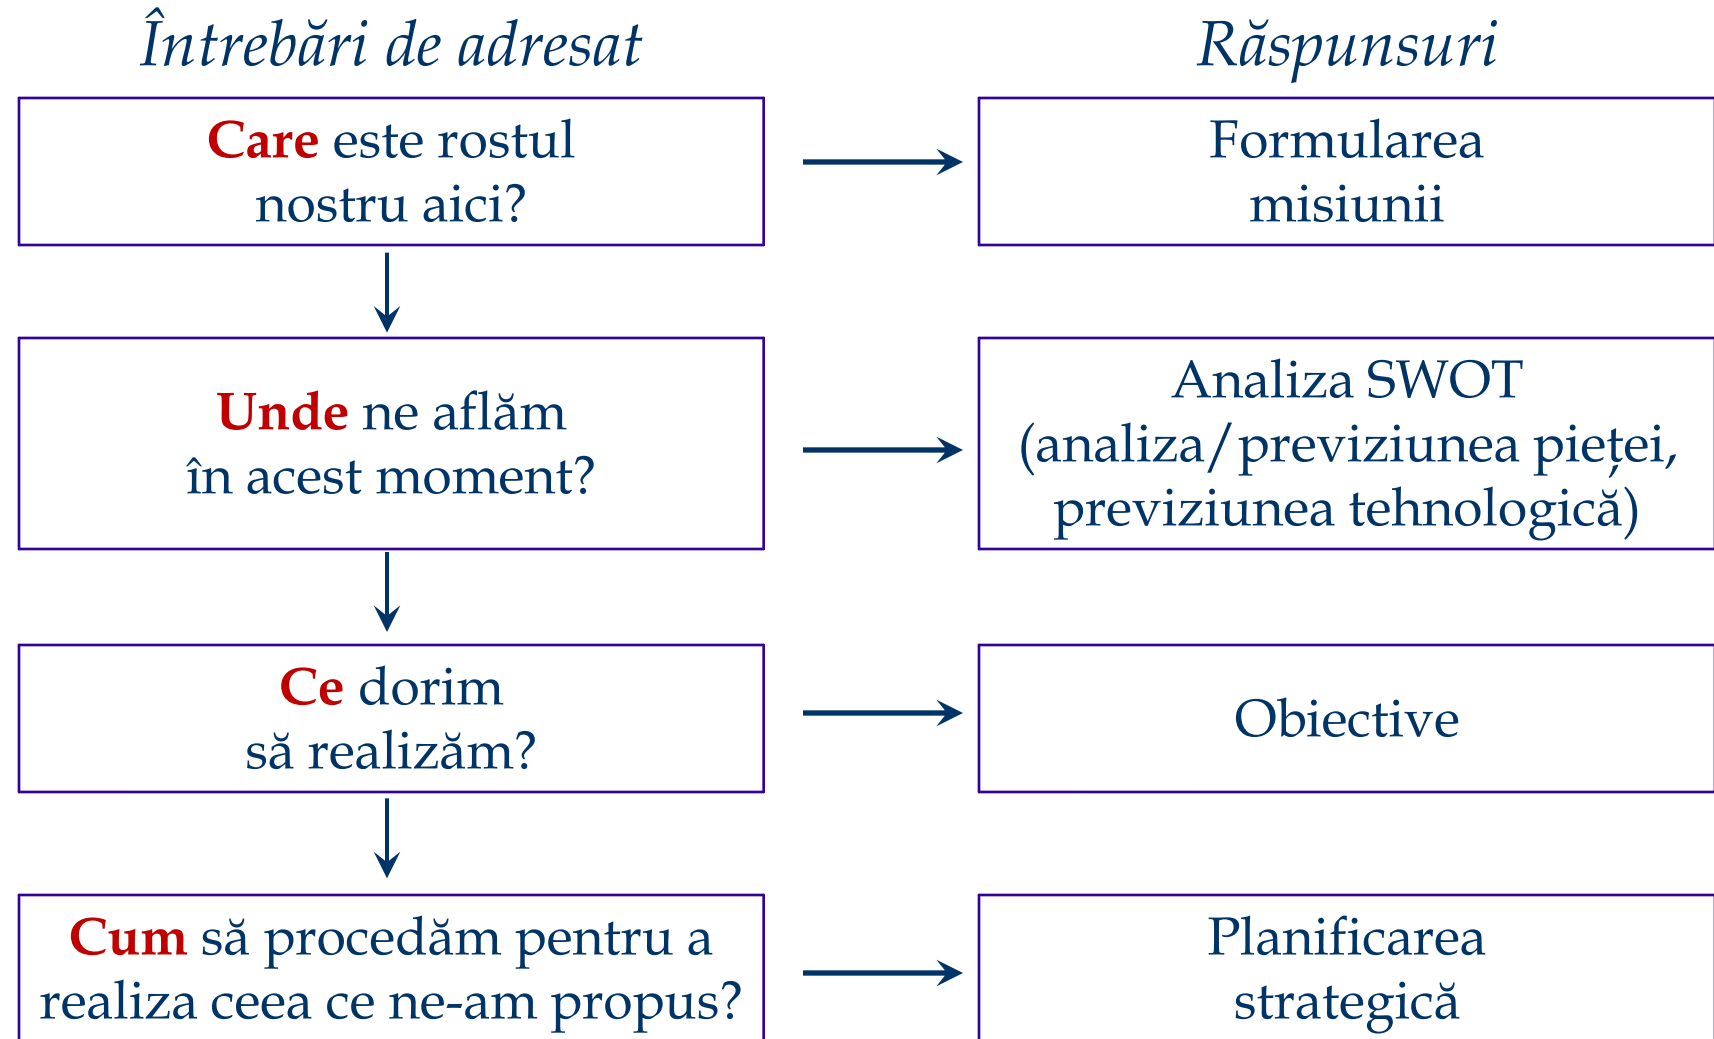 Întrebări de adresat
Răspunsuri
Care este rostul
nostru aici?
Formularea
misiunii
Unde ne aflăm
în acest moment?
Analiza SWOT
(analiza/previziunea pieței,
previziunea tehnologică)
Ce dorim
să realizăm?
Obiective
Cum să procedăm pentru a
realiza ceea ce ne-am propus?
Planificarea
strategică